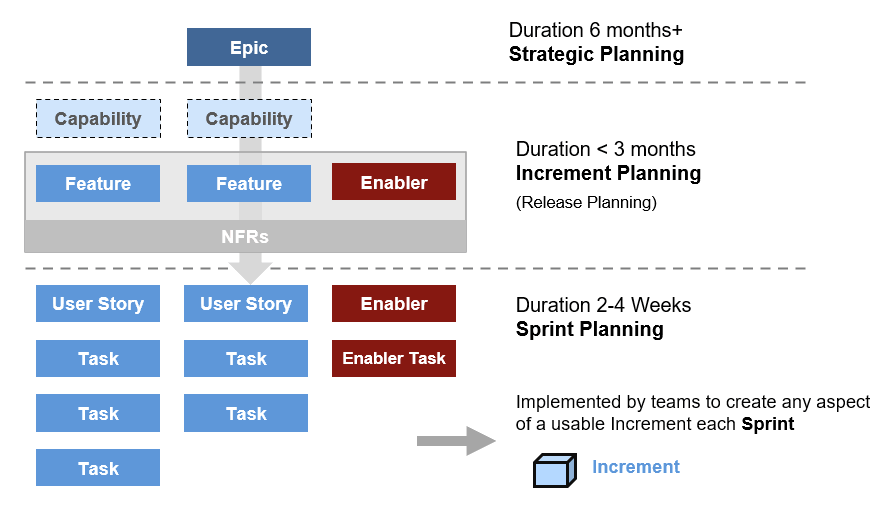 Epic
Duration 6 months+
Strategic Planning
Capability
Capability
Feature
Feature
Enabler
NFRs
Duration < 3 months
Increment Planning
(Release Planning)
User Story
User Story
Enabler
Duration 2-4 Weeks
Sprint Planning
Task
Task
Enabler Task
Task
Task
Task
Implemented by teams to create any aspect
of a usable Increment each Sprint
Increment